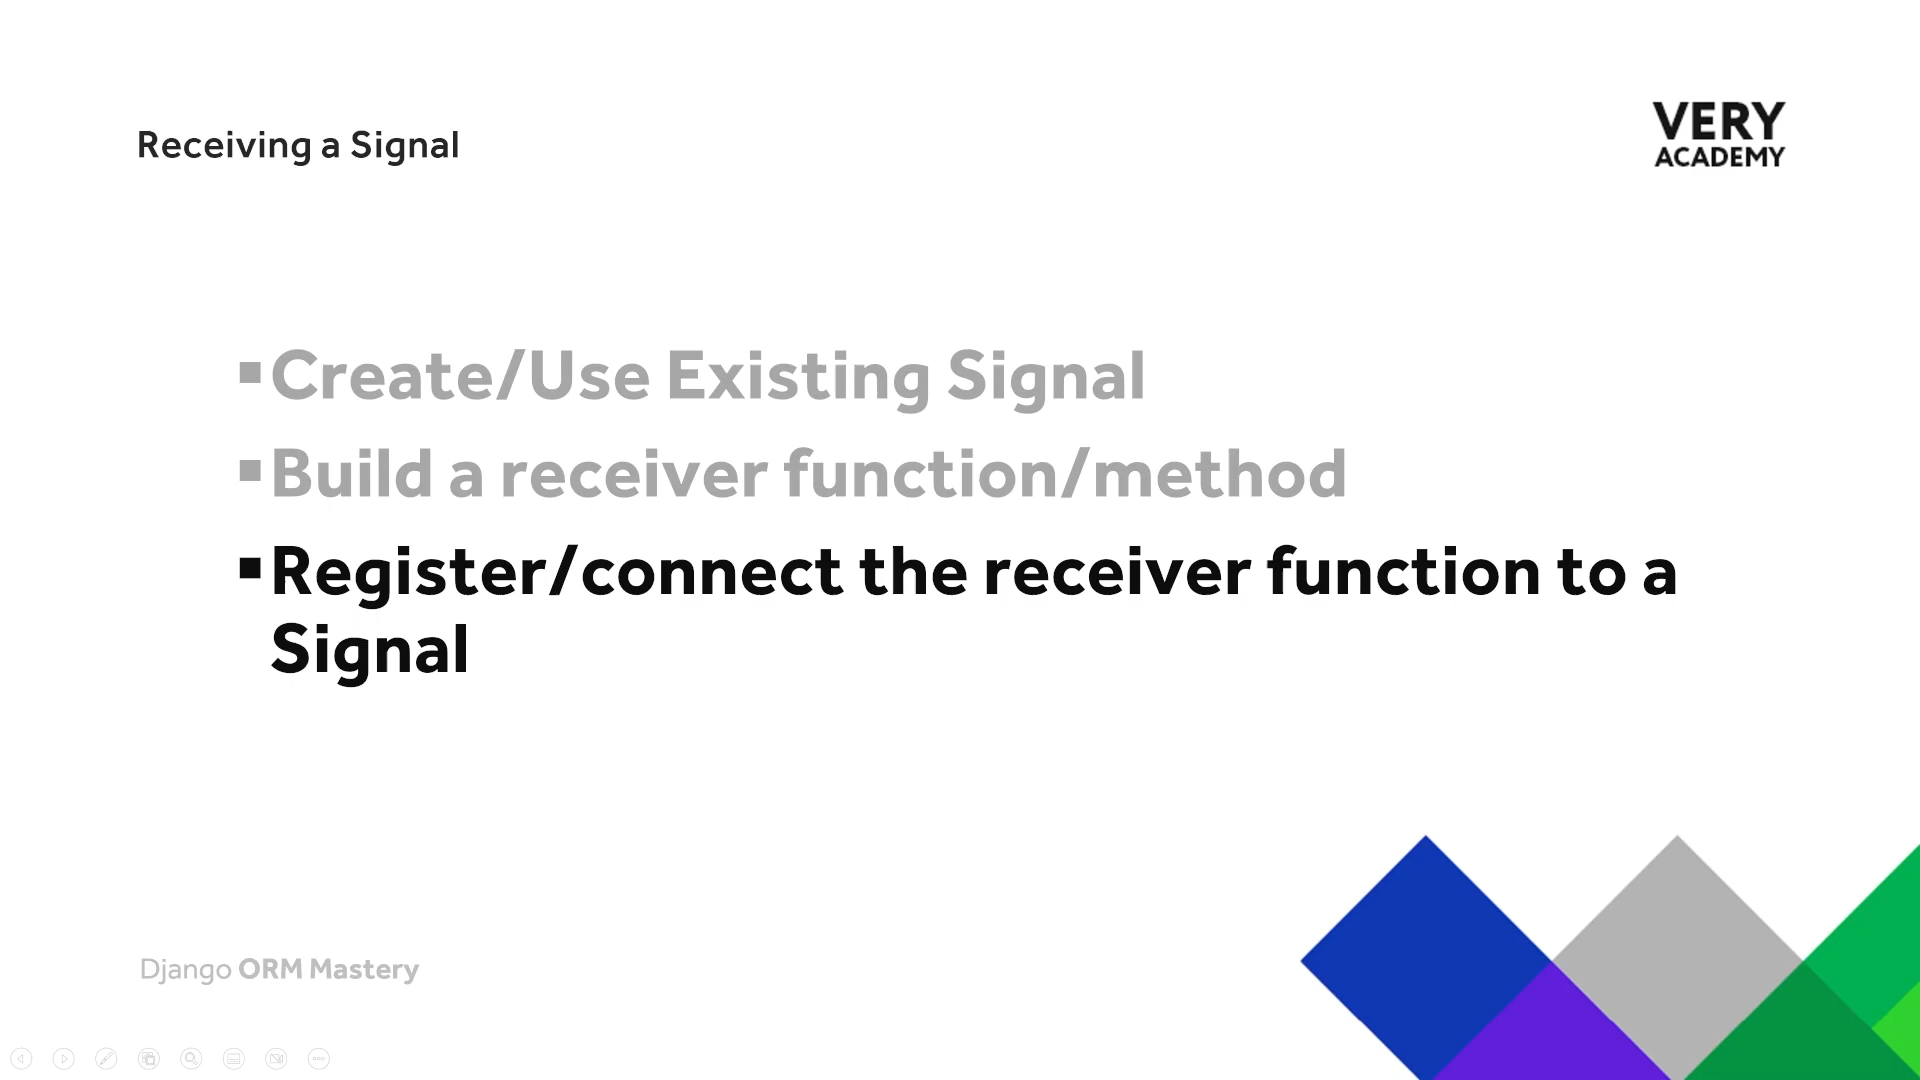 Receiving a Signal
VERY
ACADEMY
▪Create/Use Existing Signal
▪Build a receiver function/method
▪Register/connect the receiver function to a
Signal
Django ORM Mastery